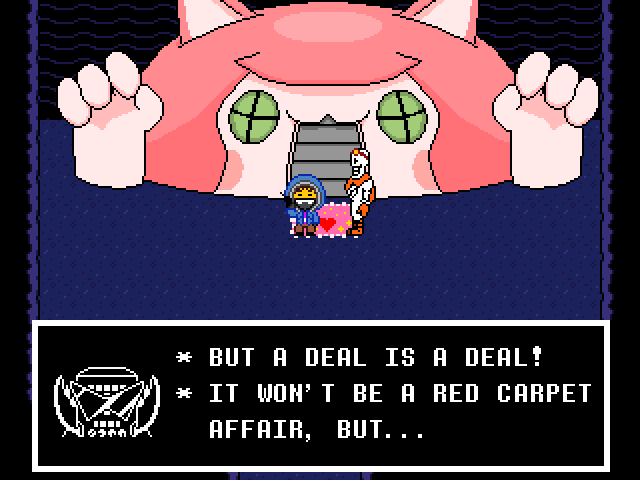 * BUT A DEAL IS A DEAL!
* IT WON'T BE A RED CARPET
AFFAIR, BUT...